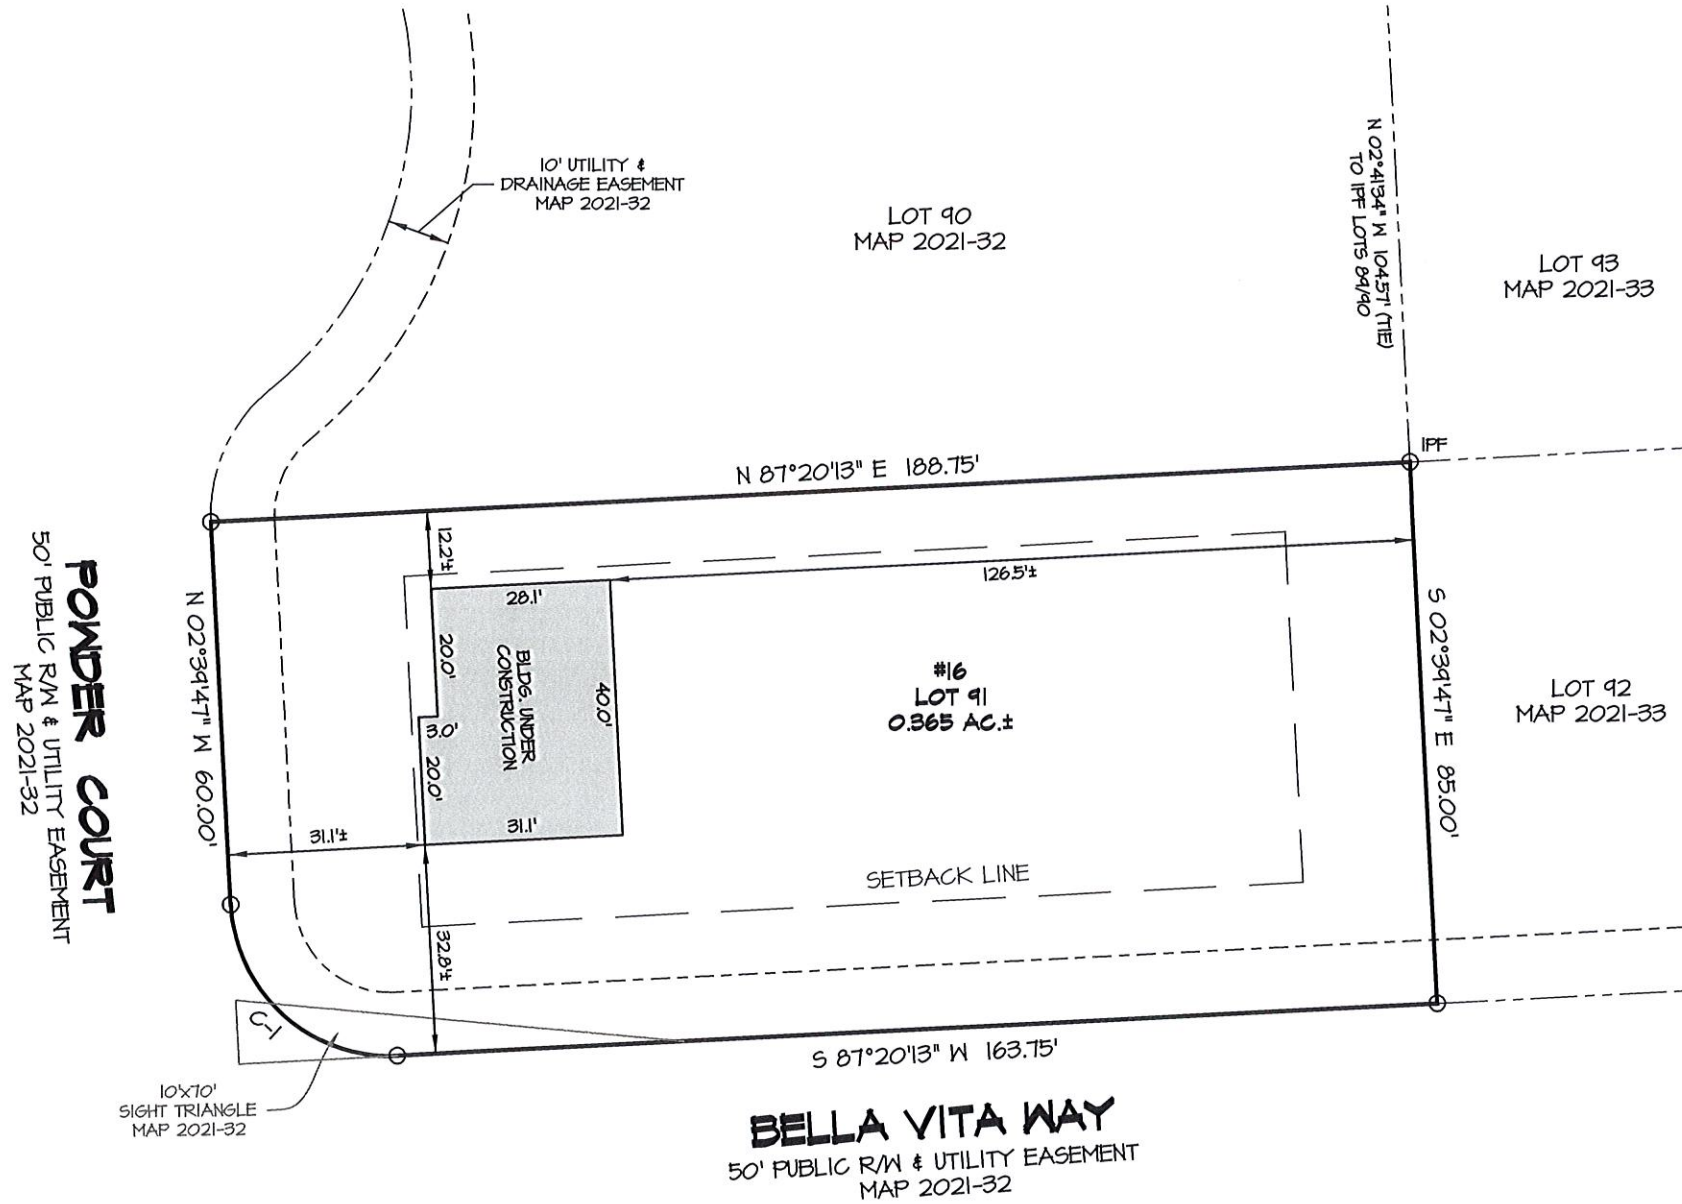 10' UTILITY &
DRAINAGE EASEMENT
MAP 2021-32
LOT 90
MAP 2021-32
N 02°41'34" W 104.57' (TIE)
TO IPF LOTS 89/90
LOT 93
MAP 2021-33
IPF
N 87°20'13" E 188.75'
12.2'±
126.5'±
28.1'
20.0'
BLDG. UNDER
CONSTRUCTION
40.0'
3.0'
20.0'
31.1'
31.1'±
#16
LOT 91
0.365 AC.±
S 02°39'47" E 85.00'
LOT 92
MAP 2021-33
N 02°39'47" W 60.00'
POWDER COURT
50' PUBLIC R/W & UTILITY EASEMENT
MAP 2021-32
SETBACK LINE
32.8'±
C-1
S 87°20'13" W 163.75'
10'x70'
SIGHT TRIANGLE
MAP 2021-32
BELLA VITA WAY
50' PUBLIC R/W & UTILITY EASEMENT
MAP 2021-32